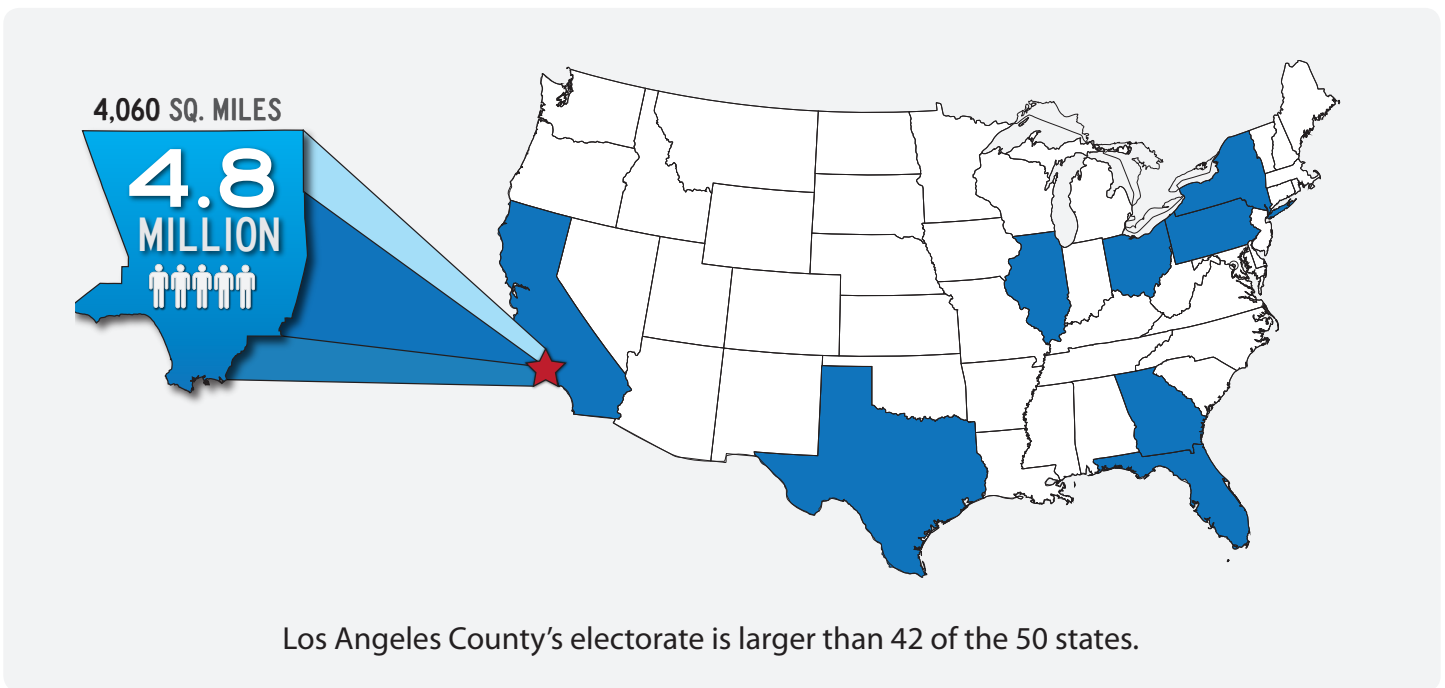 4,060 SQ. MILES
4.8
MILLION
Los Angeles County’s electorate is larger than 42 of the 50 states.